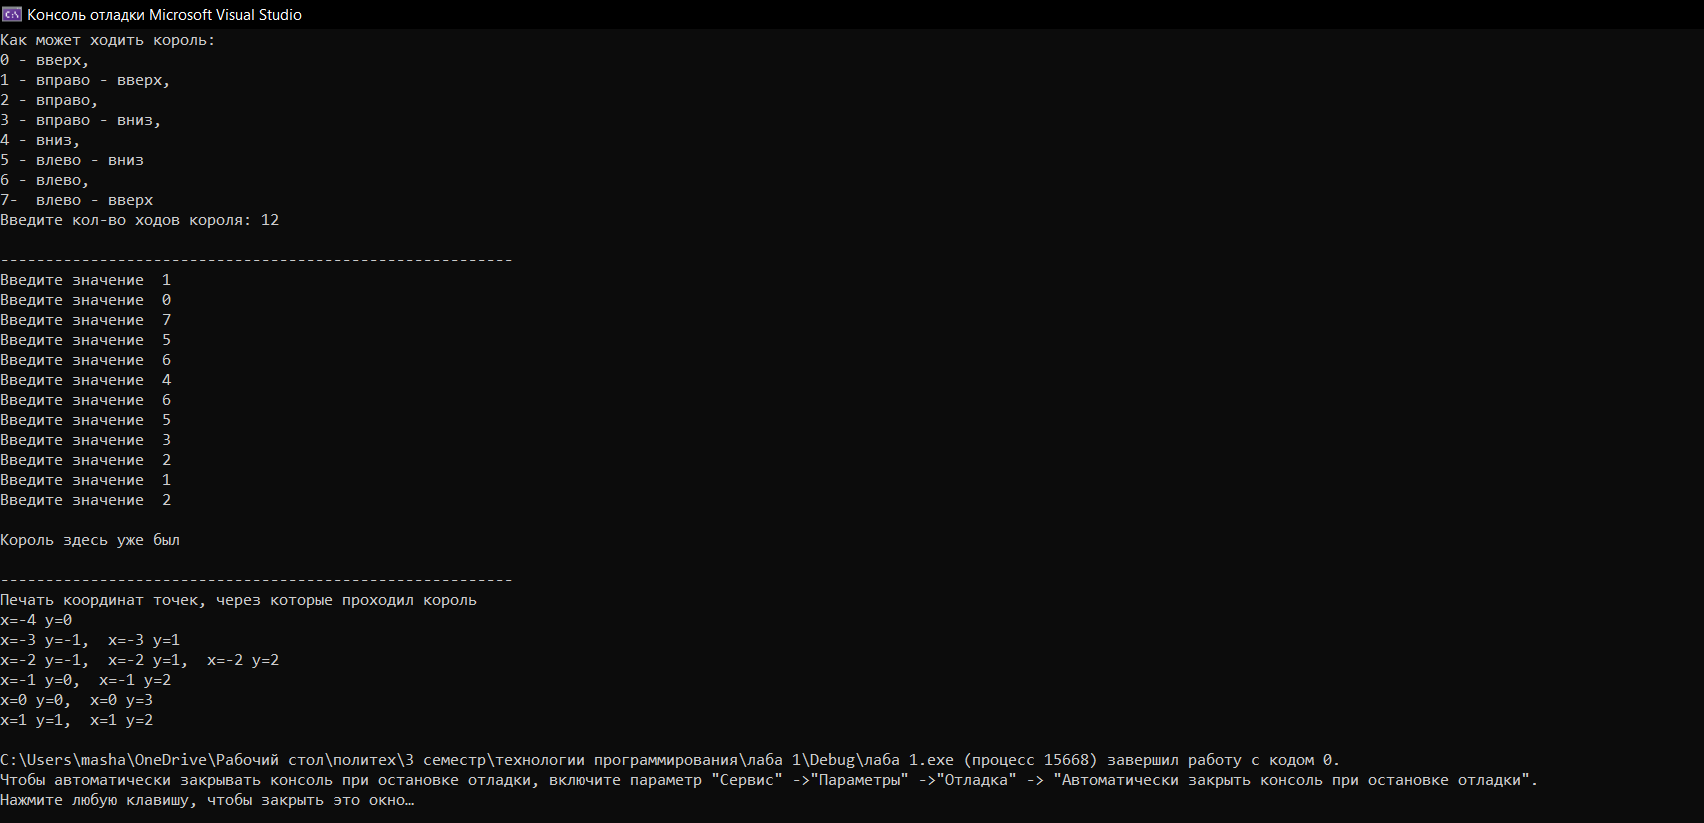 Консоль отладки Microsoft Visual Studio
Как может ходить король:
0 - вверх,
1 - вправо - вверх,
2 - вправо,
3 - вправо - вниз,
4 - вниз,
5 - влево - вниз
6 - влево,
7-  влево - вверх
Введите кол-во ходов короля: 12
---------------------------------------------------------
Введите значение  1
Введите значение  0
Введите значение  7
Введите значение  5
Введите значение  6
Введите значение  4
Введите значение  6
Введите значение  5
Введите значение  3
Введите значение  2
Введите значение  1
Введите значение  2
Король здесь уже был
---------------------------------------------------------
Печать координат точек, через которые проходил король
x=-4 y=0
x=-3 y=-1,  x=-3 y=1
x=-2 y=-1,  x=-2 y=1,  x=-2 y=2
x=-1 y=0,  x=-1 y=2
x=0 y=0,  x=0 y=3
x=1 y=1,  x=1 y=2
C:\Users\masha\OneDrive\Рабочий стол\политех\3 семестр\технологии программирования\лаба 1\Debug\лаба 1.exe (процесс 15668) завершил работу с кодом 0.
Чтобы автоматически закрывать консоль при остановке отладки, включите параметр "Сервис" ->"Параметры" ->"Отладка" -> "Автоматически закрыть консоль при остановке отладки".
Нажмите любую клавишу, чтобы закрыть это окно…